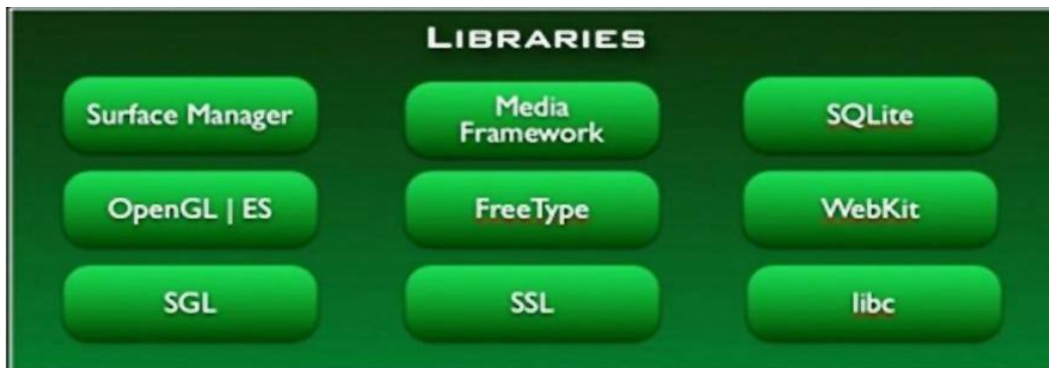 LIBRARIES
Surface Manager
Media
Framework
SQLite
OpenGL | ES
FreeType
WebKit
SGL
SSL
libc